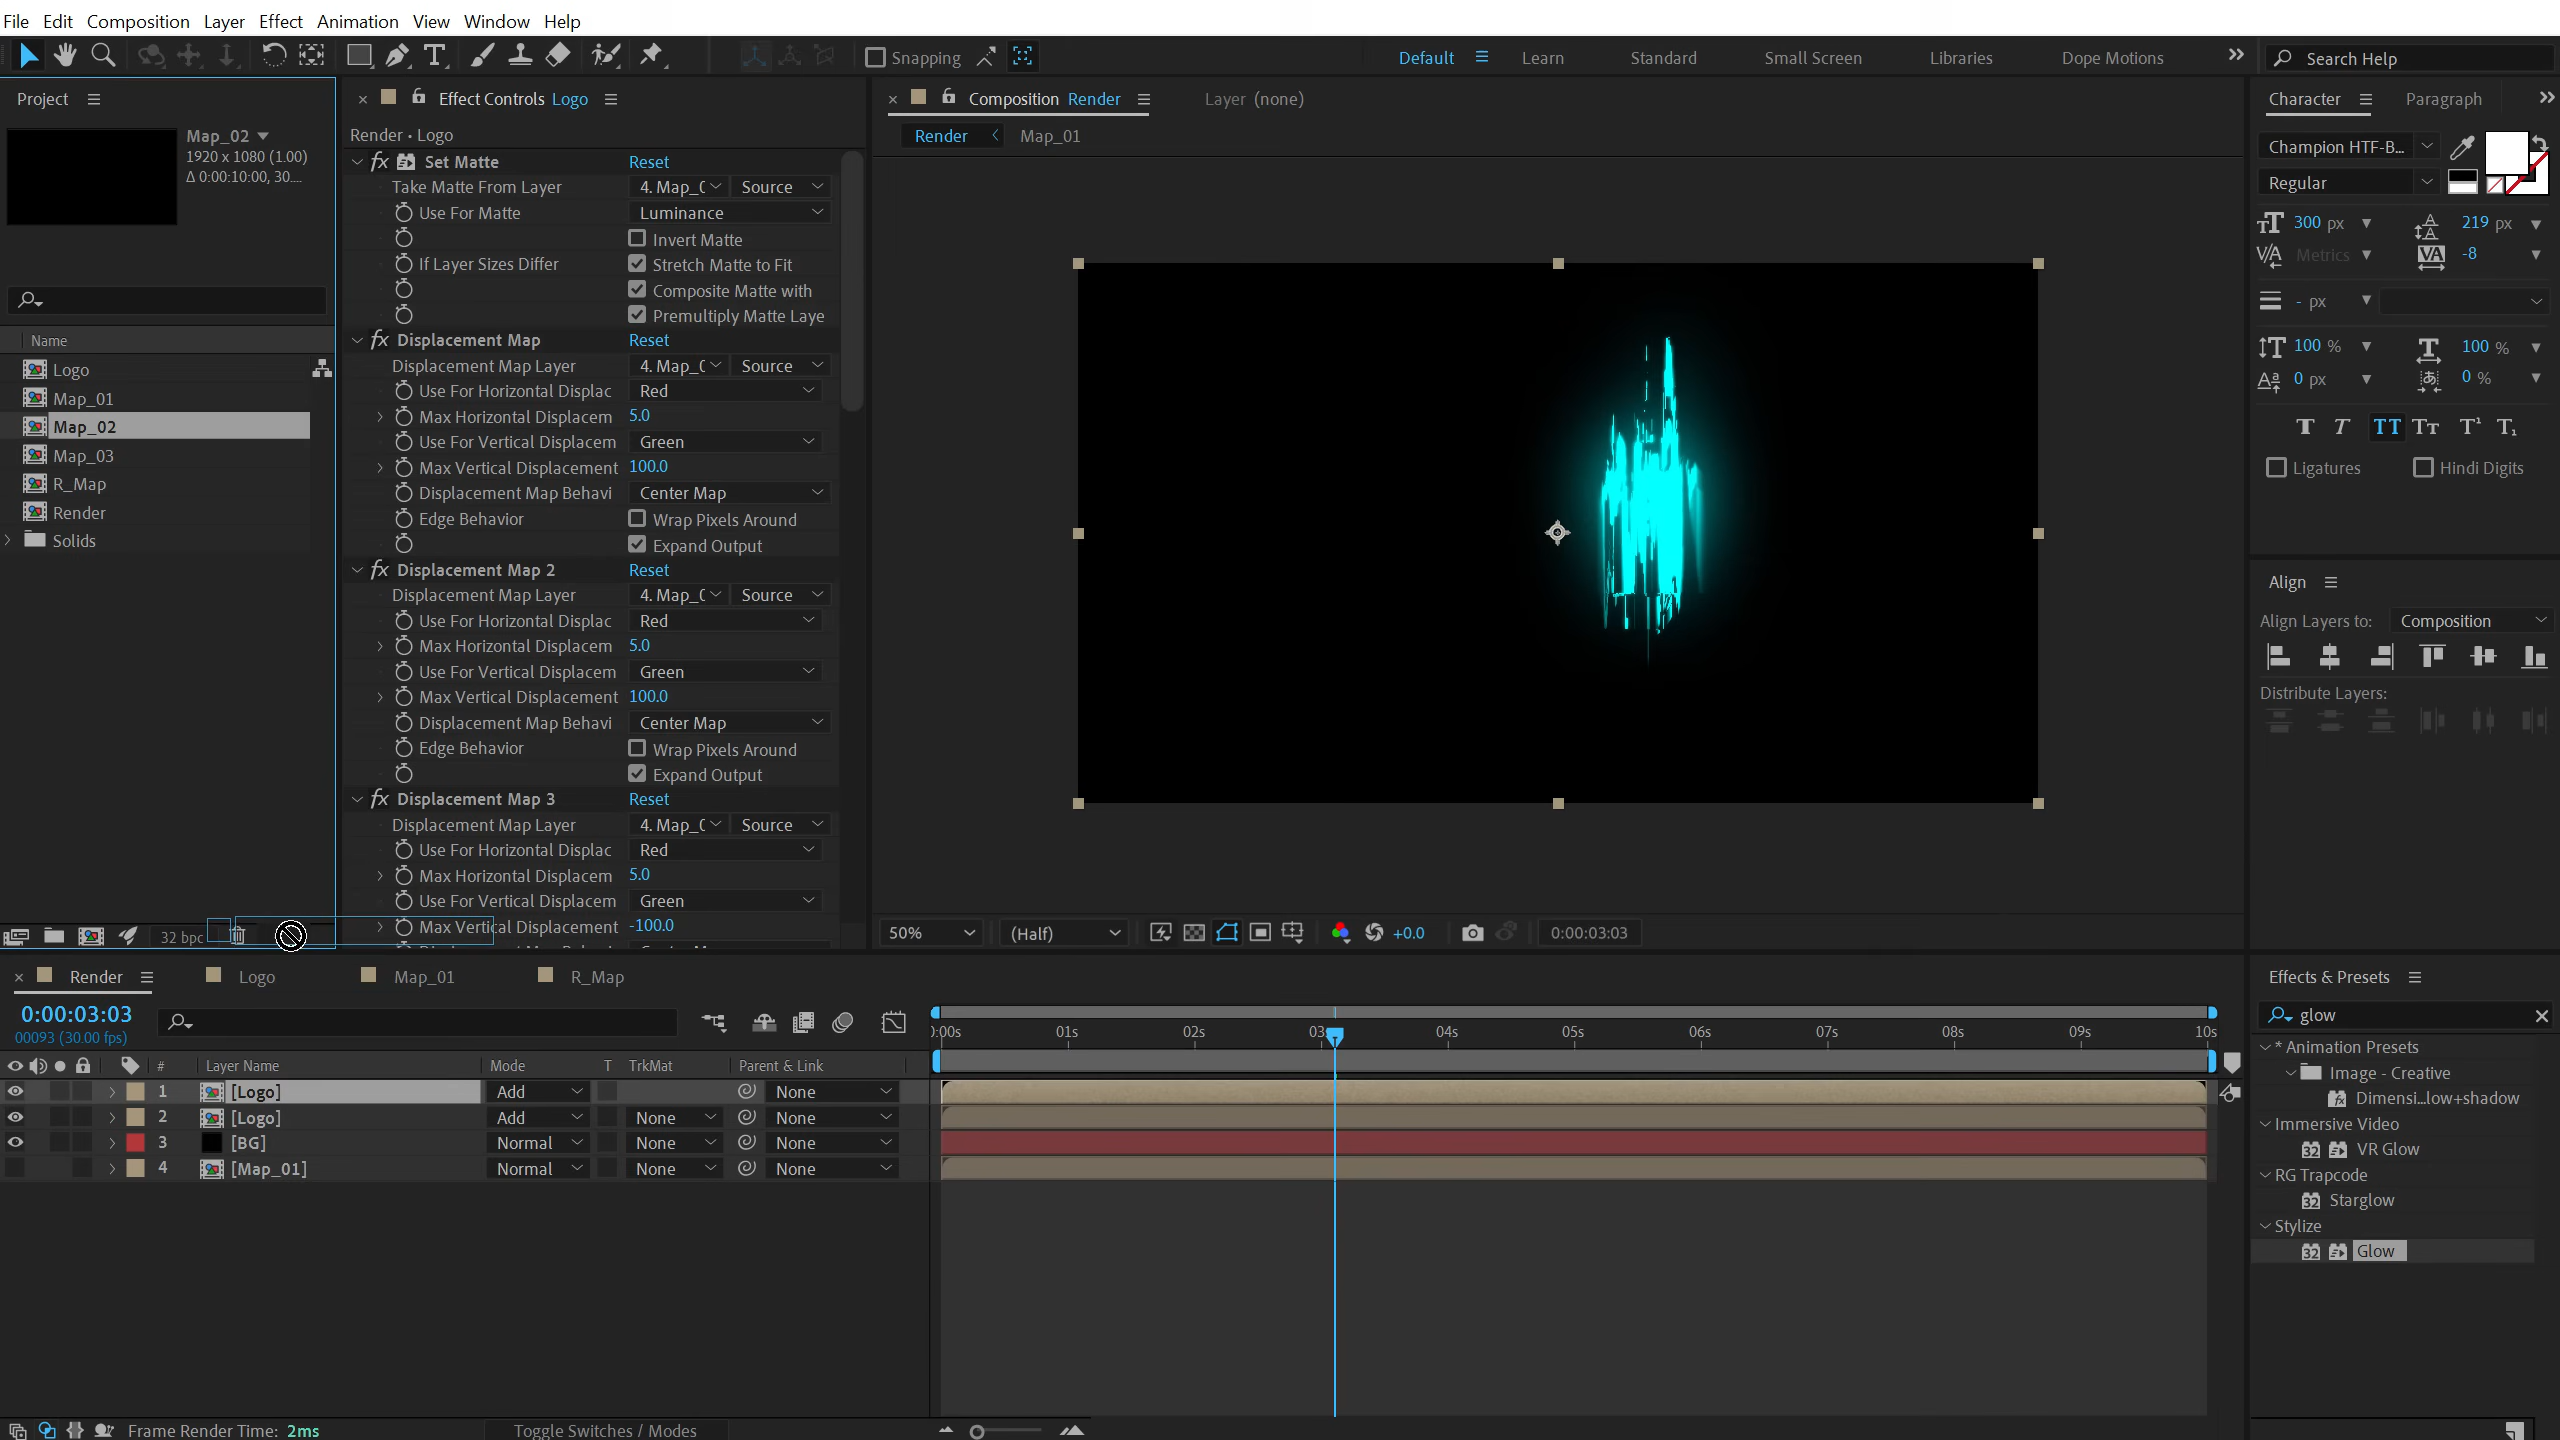 File Edit Composition Layer Effect Animation View Window Help
Snapping
Default Learn Standard Small Screen Libraries Dope Motions Search Help
Project
Map_02
1920 x 1080 (1.00)
Δ 0:00:10:00, 30....
Name
Logo
Map_01
Map_02
Map_03
R_Map
Render
Solids
32 bpc
Effect Controls Logo
Render • Logo
fx Set Matte Reset
Take Matte From Layer 4. Map_0 Source
Use For Matte Luminance
Invert Matte
If Layer Sizes Differ Stretch Matte to Fit
Composite Matte with
Premultiply Matte Laye
fx Displacement Map Reset
Displacement Map Layer 4. Map_0 Source
Use For Horizontal Displac Red
Max Horizontal Displacem 5.0
Use For Vertical Displacem Green
Max Vertical Displacement 100.0
Displacement Map Behavi Center Map
Edge Behavior Wrap Pixels Around
Expand Output
fx Displacement Map 2 Reset
Displacement Map Layer 4. Map_0 Source
Use For Horizontal Displac Red
Max Horizontal Displacem 5.0
Use For Vertical Displacem Green
Max Vertical Displacement 100.0
Displacement Map Behavi Center Map
Edge Behavior Wrap Pixels Around
Expand Output
fx Displacement Map 3 Reset
Displacement Map Layer 4. Map_0 Source
Use For Horizontal Displac Red
Max Horizontal Displacem 5.0
Use For Vertical Displacem Green
Max Vertical Displacement -100.0
Composition Render Layer (none)
Render Map_01
50% (Half) +0.0 0:00:03:03
Character Paragraph
Champion HTF-B...
Regular
300 px 219 px
Metrics -8
- px
100 % 100 %
0 px 0 %
Ligatures Hindi Digits
Align
Align Layers to: Composition
Distribute Layers:
Render Logo Map_01 R_Map
0:00:03:03
00093 (30.00 fps)
# Layer Name Mode T TrkMat Parent & Link
1 [Logo] Add None
2 [Logo] Add None None
3 [BG] Normal None None
4 [Map_01] Normal None None
):00s 01s 02s 03s 04s 05s 06s 07s 08s 09s 10s
Frame Render Time: 2ms Toggle Switches / Modes
Effects & Presets
glow
* Animation Presets
Image - Creative
Dimensi...low+shadow
Immersive Video
VR Glow
RG Trapcode
Starglow
Stylize
Glow